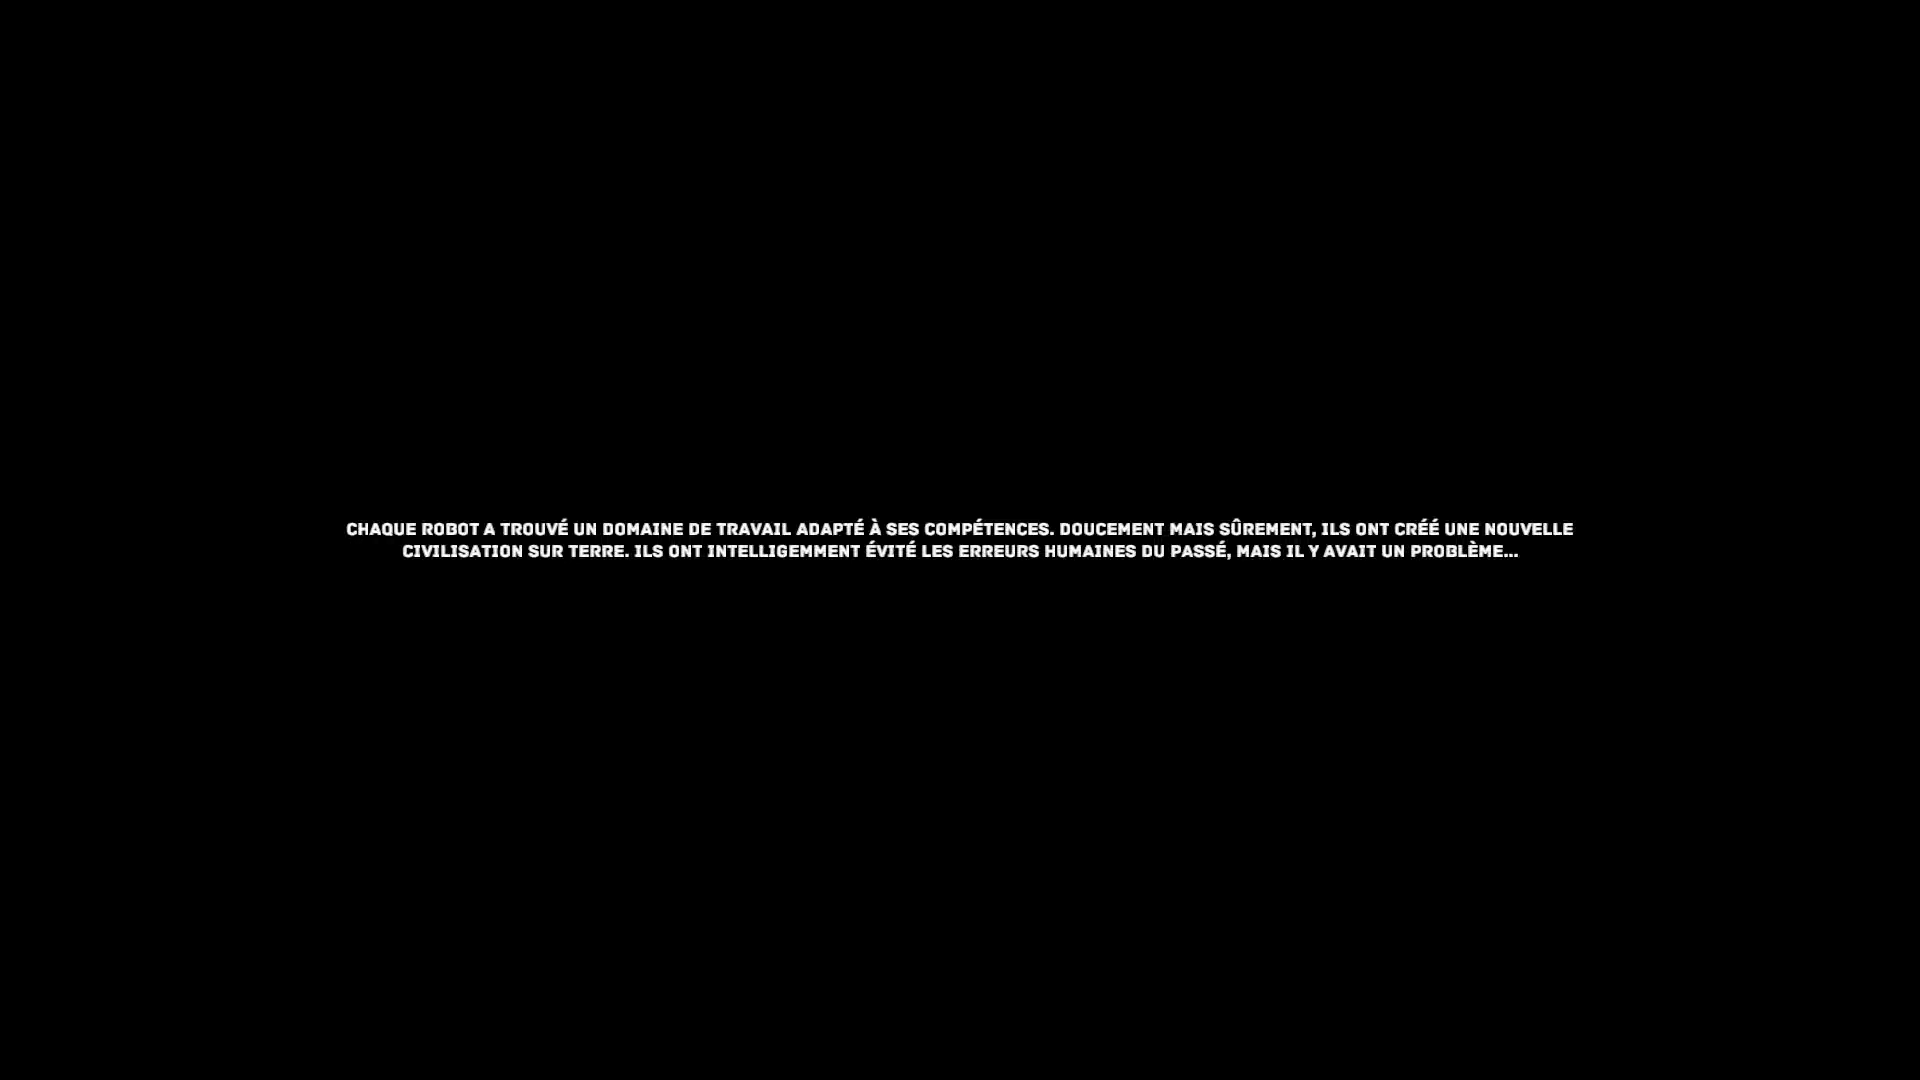 CHAQUE ROBOT A TROUVÉ UN DOMAINE DE TRAVAIL ADAPTÉ À SES COMPÉTENCES. DOUCEMENT MAIS SÛREMENT, ILS ONT CRÉÉ UNE NOUVELLE
CIVILISATION SUR TERRE. ILS ONT INTELLIGEMMENT ÉVITÉ LES ERREURS HUMAINES DU PASSÉ, MAIS IL Y AVAIT UN PROBLÈME...